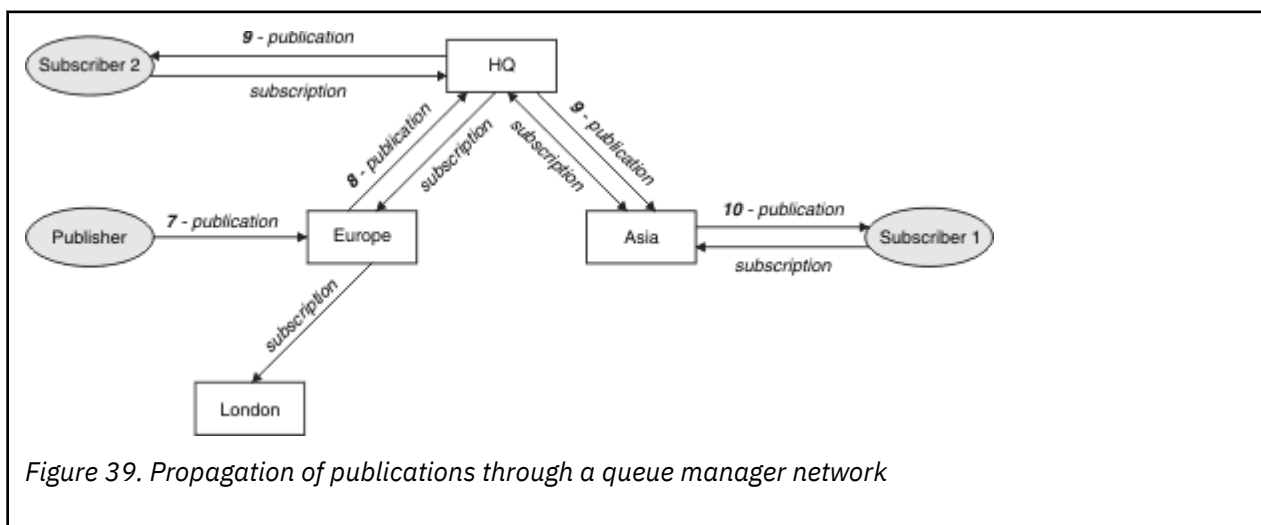 9 - publication
Subscriber 2
HQ
subscription
8 - publication
subscription
subscription
9 - publication
7 - publication
Publisher
Europe
Asia
10 - publication
Subscriber 1
subscription
subscription
London
Figure 39. Propagation of publications through a queue manager network